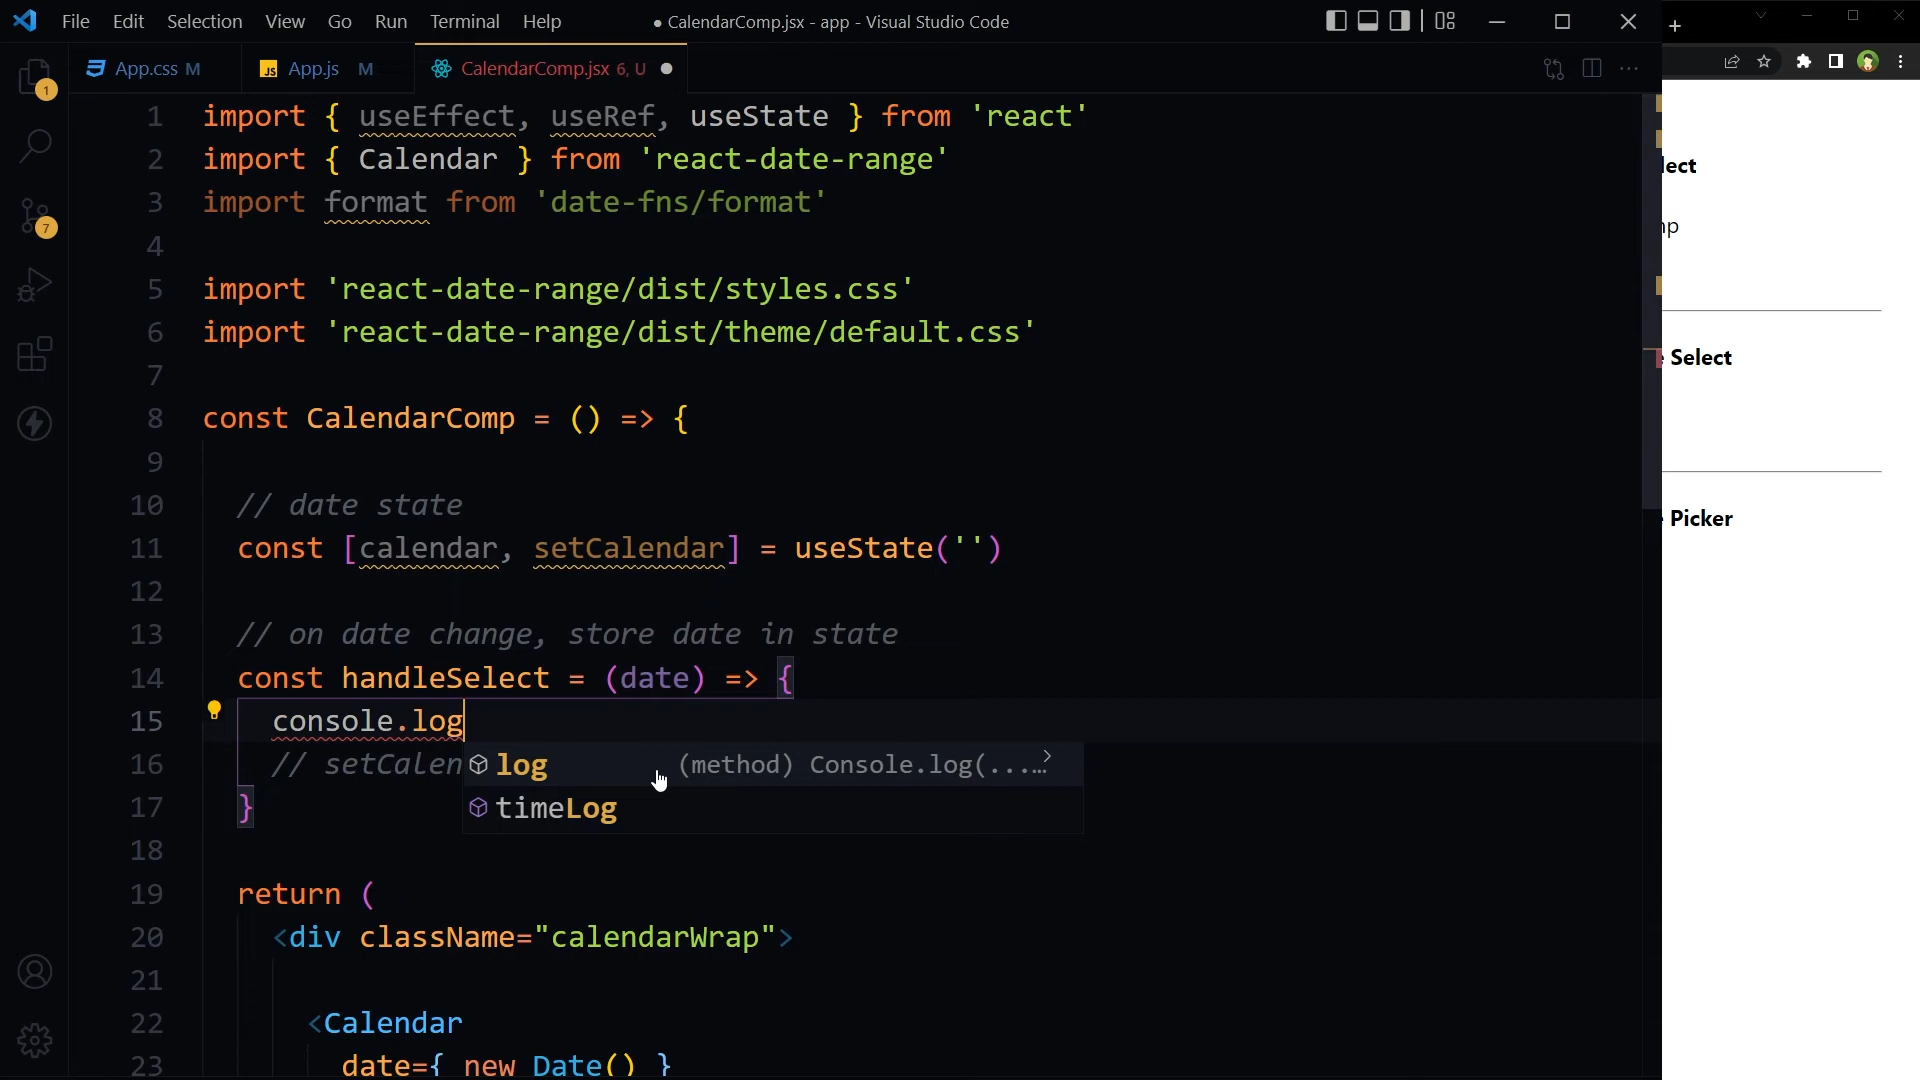 File Edit Selection View Go Run Terminal Help ● CalendarComp.jsx - app - Visual Studio Code
App.css M JS App.js M CalendarComp.jsx 6, U
1 import { useEffect, useRef, useState } from 'react'
2 import { Calendar } from 'react-date-range'
3 import format from 'date-fns/format'
4
5 import 'react-date-range/dist/styles.css'
6 import 'react-date-range/dist/theme/default.css'
7
8 const CalendarComp = () => {
9
10 // date state
11 const [calendar, setCalendar] = useState('')
12
13 // on date change, store date in state
14 const handleSelect = (date) => {
15 console.log
16 // setCalen
log (method) Console.log(......
timeLog
17 }
18
19 return (
20 <div className="calendarWrap">
21
22 <Calendar
23 date={ new Date() }
1
7
lect
np
Select
Picker